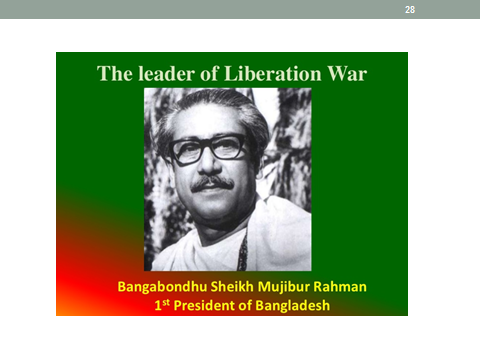 28
The leader of Liberation War
Bangabondhu Sheikh Mujibur Rahman
1st President of Bangladesh